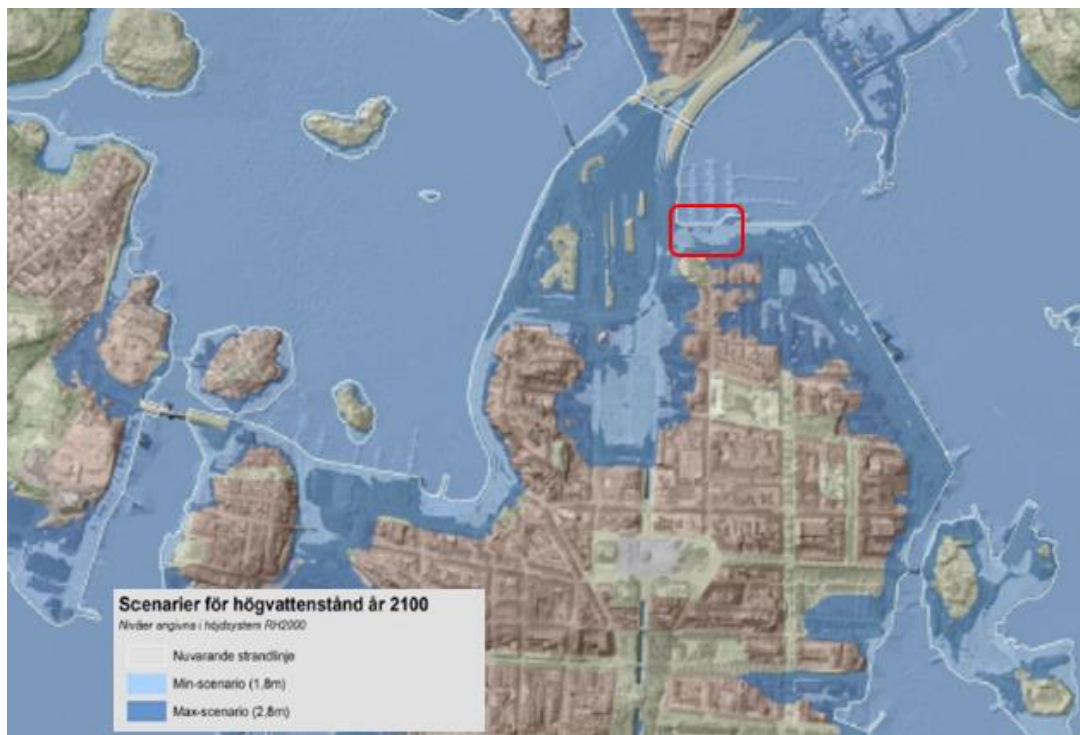 Scenarier för högvattenstånd år 2100
Nivåer angivna i höjdsystem RH2000
Nuvarande strandlinje
Min-scenario (1,8m)
Max-scenario (2,8m)